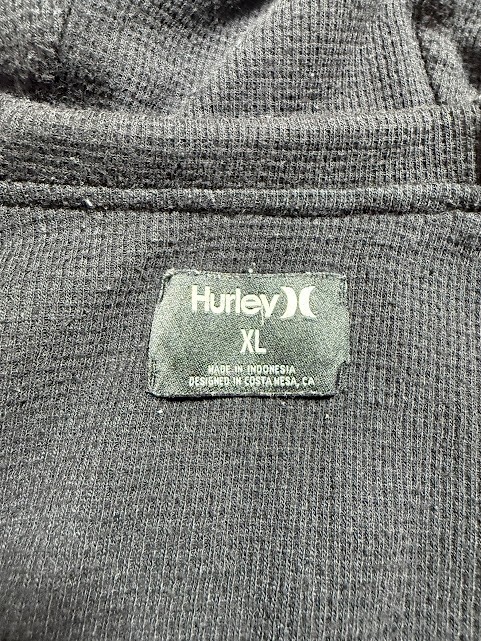 Hurley
XL
MADE IN INDONESIA
DESIGNED IN COSTA MESA, CA